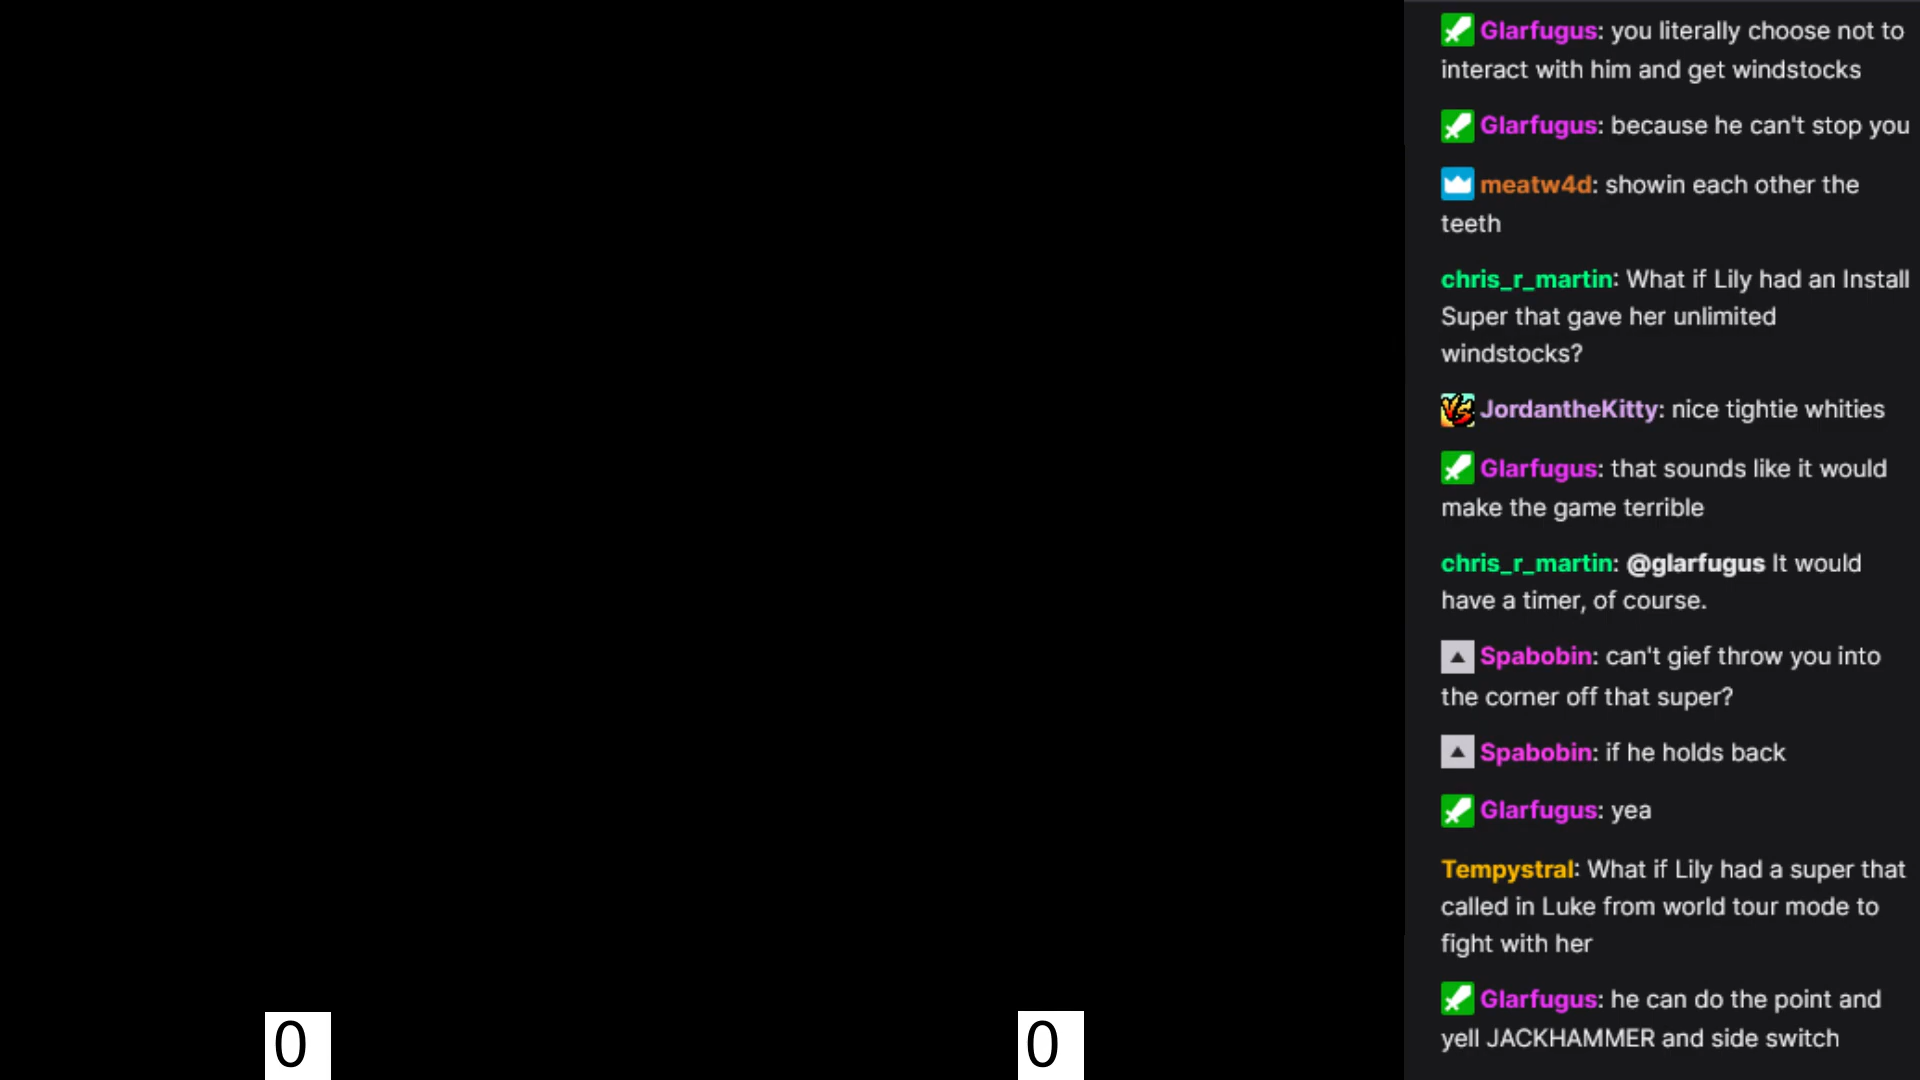 Glarfugus: you literally choose not to
interact with him and get windstocks
Glarfugus: because he can't stop you
meatw4d: showin each other the
teeth
chris_r_martin: What if Lily had an Install
Super that gave her unlimited
windstocks?
JordantheKitty: nice tightie whities
Glarfugus: that sounds like it would
make the game terrible
chris_r_martin: @glarfugus It would
have a timer, of course.
Spabobin: can't gief throw you into
the corner off that super?
Spabobin: if he holds back
Glarfugus: yea
Tempystral: What if Lily had a super that
called in Luke from world tour mode to
fight with her
Glarfugus: he can do the point and
yell JACKHAMMER and side switch
0
0